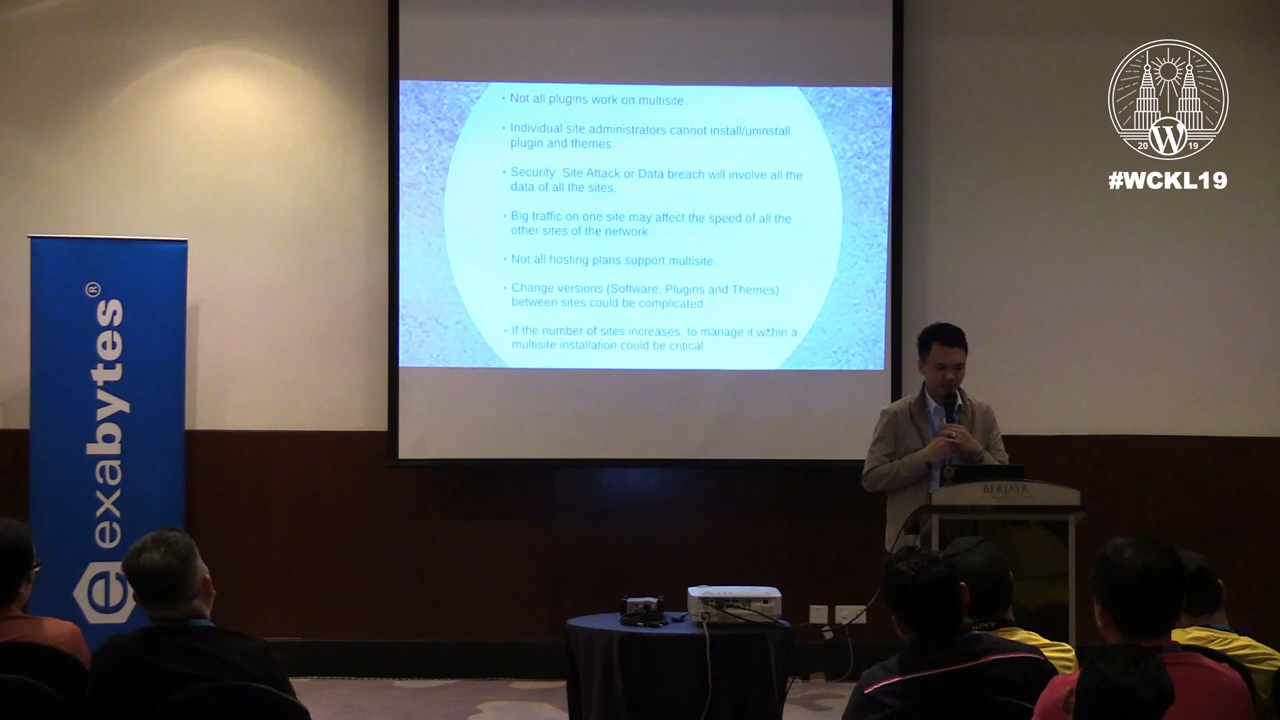 • Not all plugins work on multisite.
• Individual site administrators cannot install/uninstall
plugin and themes
• Security: Site Attack or Data breach will involve all the
data of all the sites.
• Big traffic on one site may affect the speed of all the
other sites of the network
• Not all hosting plans support multisite.
• Change versions (Software, Plugins and Themes)
between sites could be complicated
• If the number of sites increases, to manage it within a
multisite installation could be critical
20 W 19
#WCKL19
exabytes®
e
BERJAYA
SONY